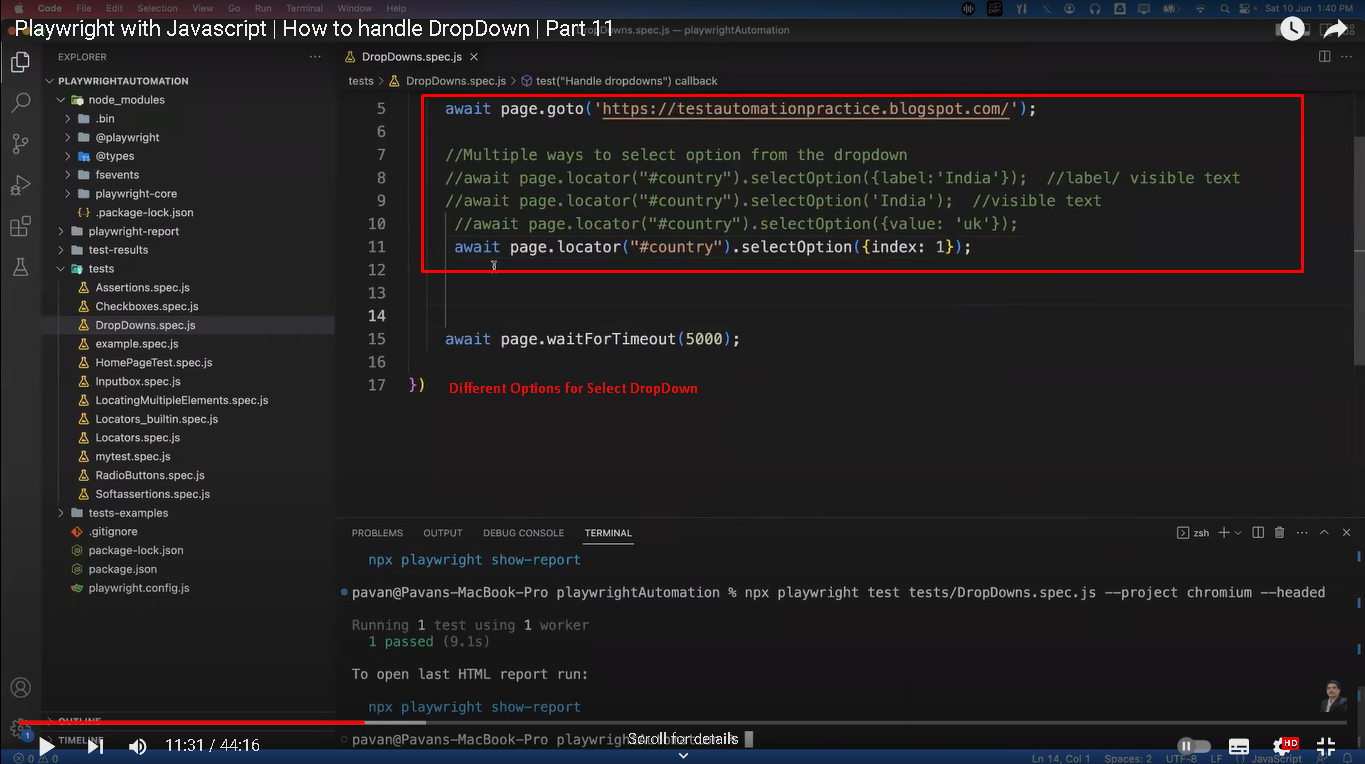 Code File Edit Selection View Go Run Terminal Window Help
Sat 10 Jun 1:40 PM
Playwright with Javascript | How to handle DropDown | Part 11
DropDowns.spec.js — playwrightAutomation
EXPLORER
PLAYWRIGHTAUTOMATION
node_modules
.bin
@playwright
@types
fsevents
playwright-core
.package-lock.json
playwright-report
test-results
tests
Assertions.spec.js
Checkboxes.spec.js
DropDowns.spec.js
example.spec.js
HomePageTest.spec.js
Inputbox.spec.js
LocatingMultipleElements.spec.js
Locators_builtin.spec.js
Locators.spec.js
mytest.spec.js
RadioButtons.spec.js
Softassertions.spec.js
tests-examples
.gitignore
package-lock.json
package.json
playwright.config.js
OUTLINE
TIMELINE
DropDowns.spec.js
tests > DropDowns.spec.js > test("Handle dropdowns") callback
5 await page.goto('https://testautomationpractice.blogspot.com/');
6
7 //Multiple ways to select option from the dropdown
8 //await page.locator("#country").selectOption({label:'India'}); //label/ visible text
9 //await page.locator("#country").selectOption('India'); //visible text
10 //await page.locator("#country").selectOption({value: 'uk'});
11 await page.locator("#country").selectOption({index: 1});
12
13
14
15 await page.waitForTimeout(5000);
16
17 })
Different Options for Select DropDown
PROBLEMS OUTPUT DEBUG CONSOLE TERMINAL
zsh
npx playwright show-report
pavan@Pavans-MacBook-Pro playwrightAutomation % npx playwright test tests/DropDowns.spec.js --project chromium --headed
Running 1 test using 1 worker
1 passed (9.1s)
To open last HTML report run:
npx playwright show-report
pavan@Pavans-MacBook-Pro
Scroll for details
11:31 / 44:16
HD
1
0 0
Ln 14, Col 1 Spaces: 2 UTF-8 LF JavaScript